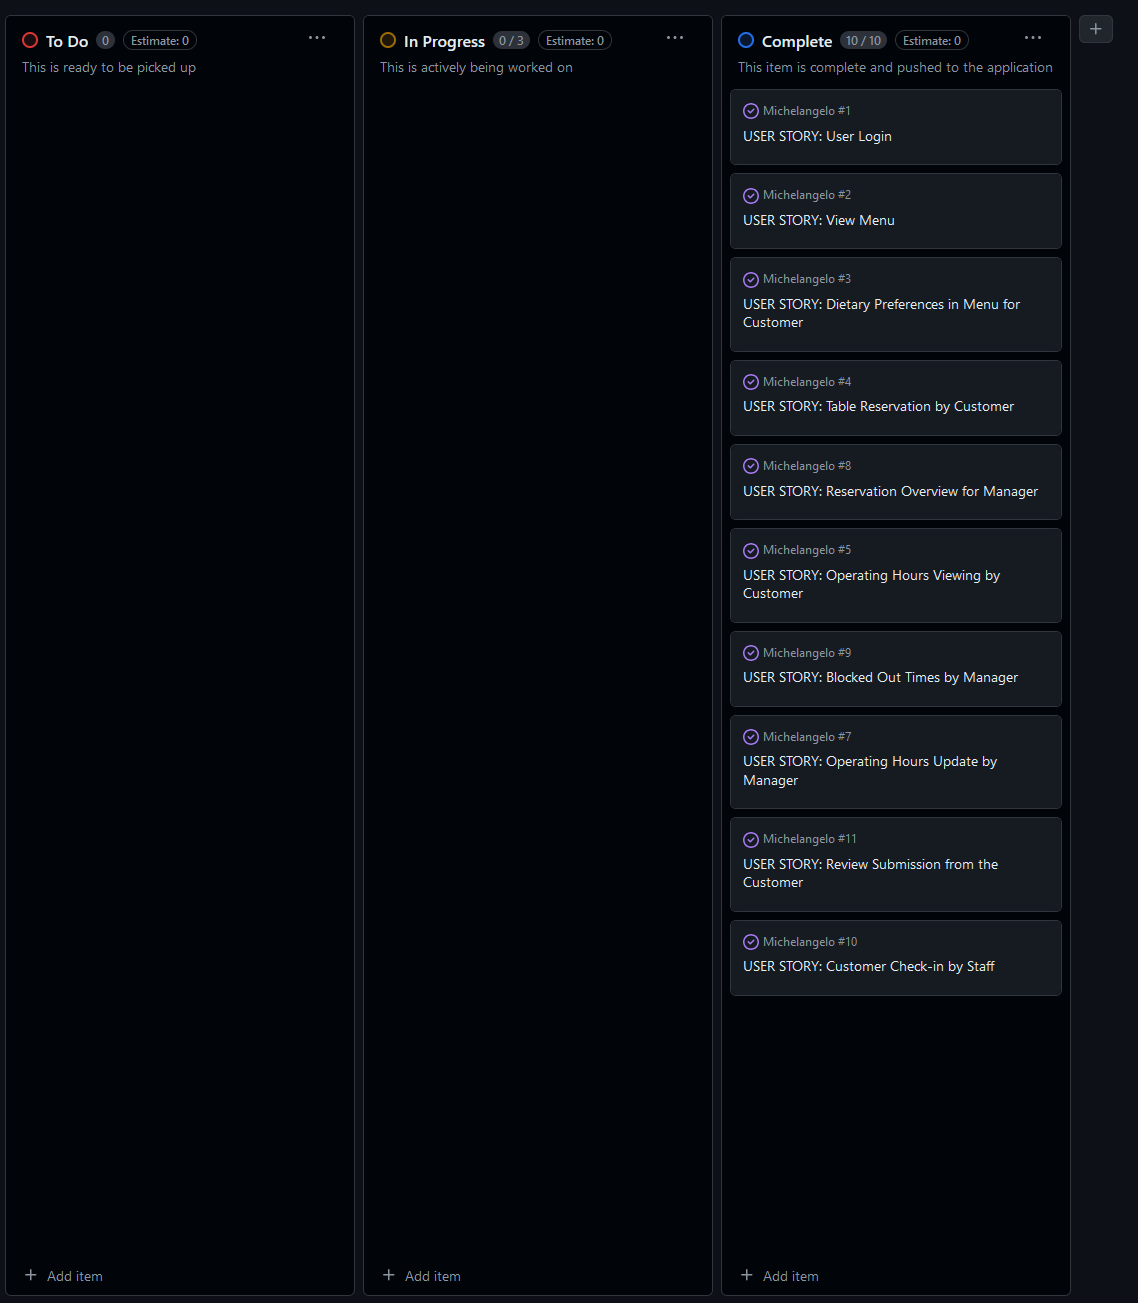 To Do 0 Estimate: 0
This is ready to be picked up
Add item
In Progress 0 / 3 Estimate: 0
This is actively being worked on
Add item
Complete 10 / 10 Estimate: 0
This item is complete and pushed to the application
Michelangelo #1
USER STORY: User Login
Michelangelo #2
USER STORY: View Menu
Michelangelo #3
USER STORY: Dietary Preferences in Menu for
Customer
Michelangelo #4
USER STORY: Table Reservation by Customer
Michelangelo #8
USER STORY: Reservation Overview for Manager
Michelangelo #5
USER STORY: Operating Hours Viewing by
Customer
Michelangelo #9
USER STORY: Blocked Out Times by Manager
Michelangelo #7
USER STORY: Operating Hours Update by
Manager
Michelangelo #11
USER STORY: Review Submission from the
Customer
Michelangelo #10
USER STORY: Customer Check-in by Staff
Add item